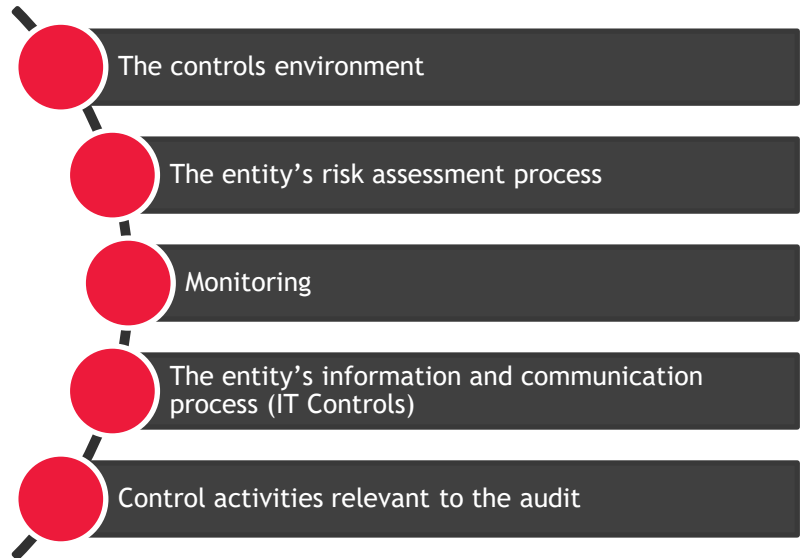 The controls environment
The entity’s risk assessment process
Monitoring
The entity’s information and communication
process (IT Controls)
Control activities relevant to the audit